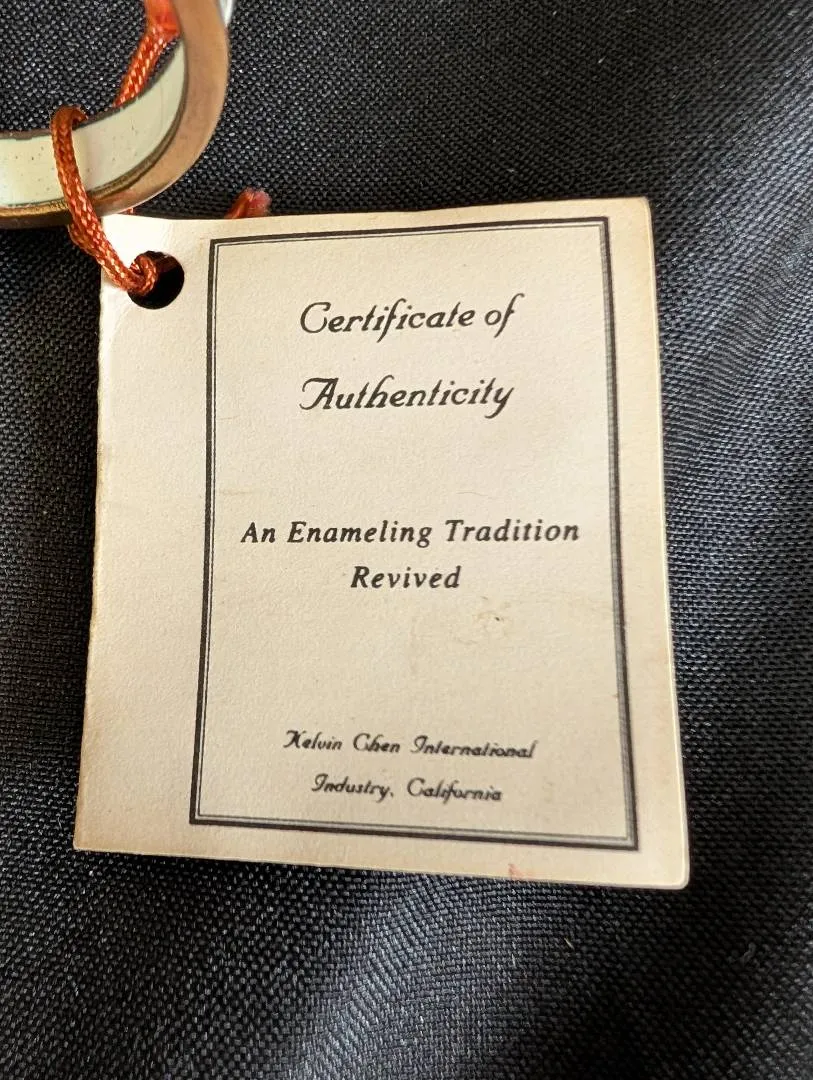 Certificate of
Authenticity
An Enameling Tradition
Revived
Kelvin Chen International
Industry, California